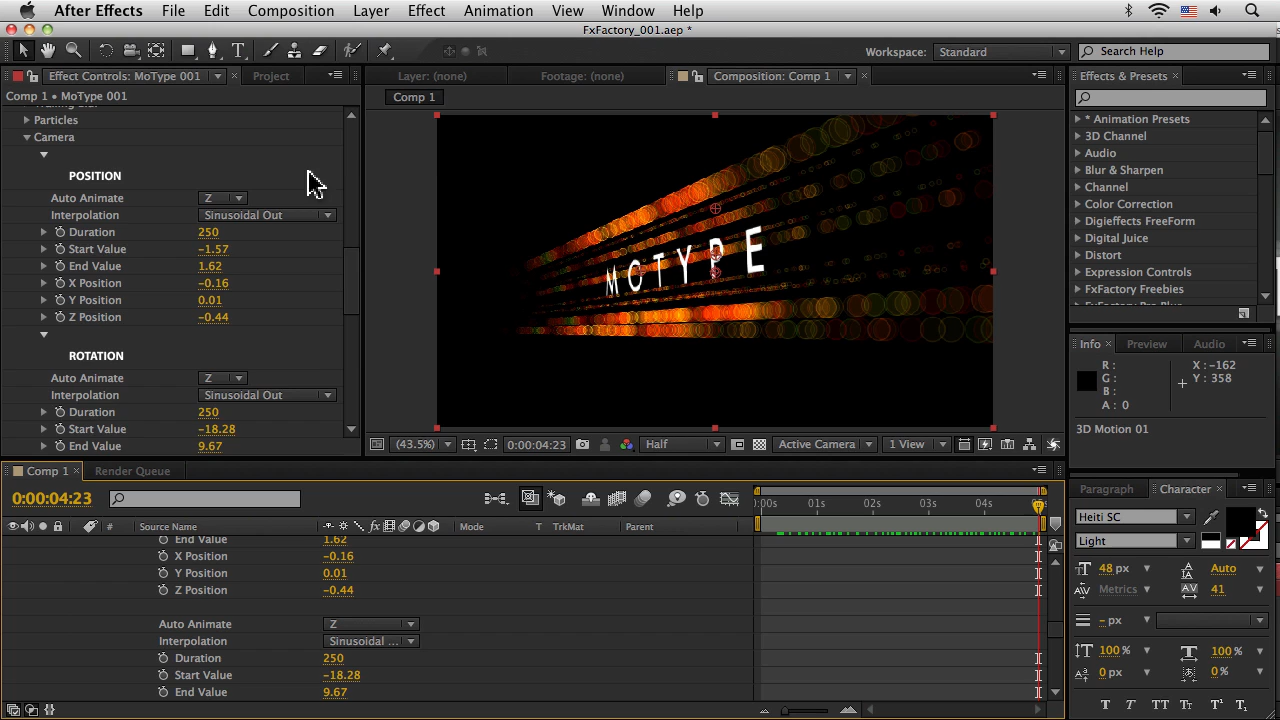 After Effects File Edit Composition Layer Effect Animation View Window Help
FxFactory_001.aep *
Workspace: Standard Search Help
Effect Controls: MoType 001 Project
Comp 1 • MoType 001
Particles
Camera
POSITION
Auto Animate Z
Interpolation Sinusoidal Out
Duration 250
Start Value -1.57
End Value 1.62
X Position -0.16
Y Position 0.01
Z Position -0.44
ROTATION
Auto Animate Z
Interpolation Sinusoidal Out
Duration 250
Start Value -18.28
End Value 9.67
Layer: (none) Footage: (none) Composition: Comp 1
Comp 1
MOTYPE
(43.5%) 0:00:04:23 Half Active Camera 1 View
Effects & Presets
* Animation Presets
3D Channel
Audio
Blur & Sharpen
Channel
Color Correction
Digieffects FreeForm
Digital Juice
Distort
Expression Controls
FxFactory Freebies
FxFactory Pro Blur
Info Preview Audio
R : X : -162
G : Y : 358
B :
A : 0
3D Motion 01
Paragraph Character
Heiti SC
Light
48 px Auto
Metrics 41
- px
100 % 100 %
0 px 0 %
T T TT Tr T' T,
Comp 1 Render Queue
0:00:04:23
:00s 01s 02s 03s 04s
# Source Name fx Mode T TrkMat Parent
End Value 1.62
X Position -0.16
Y Position 0.01
Z Position -0.44
Auto Animate Z
Interpolation Sinusoidal ...
Duration 250
Start Value -18.28
End Value 9.67